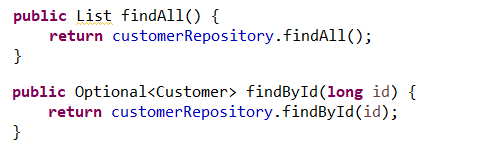 public List findAll() {
    return customerRepository.findAll();
}
public Optional<Customer> findById(long id) {
    return customerRepository.findById(id);
}